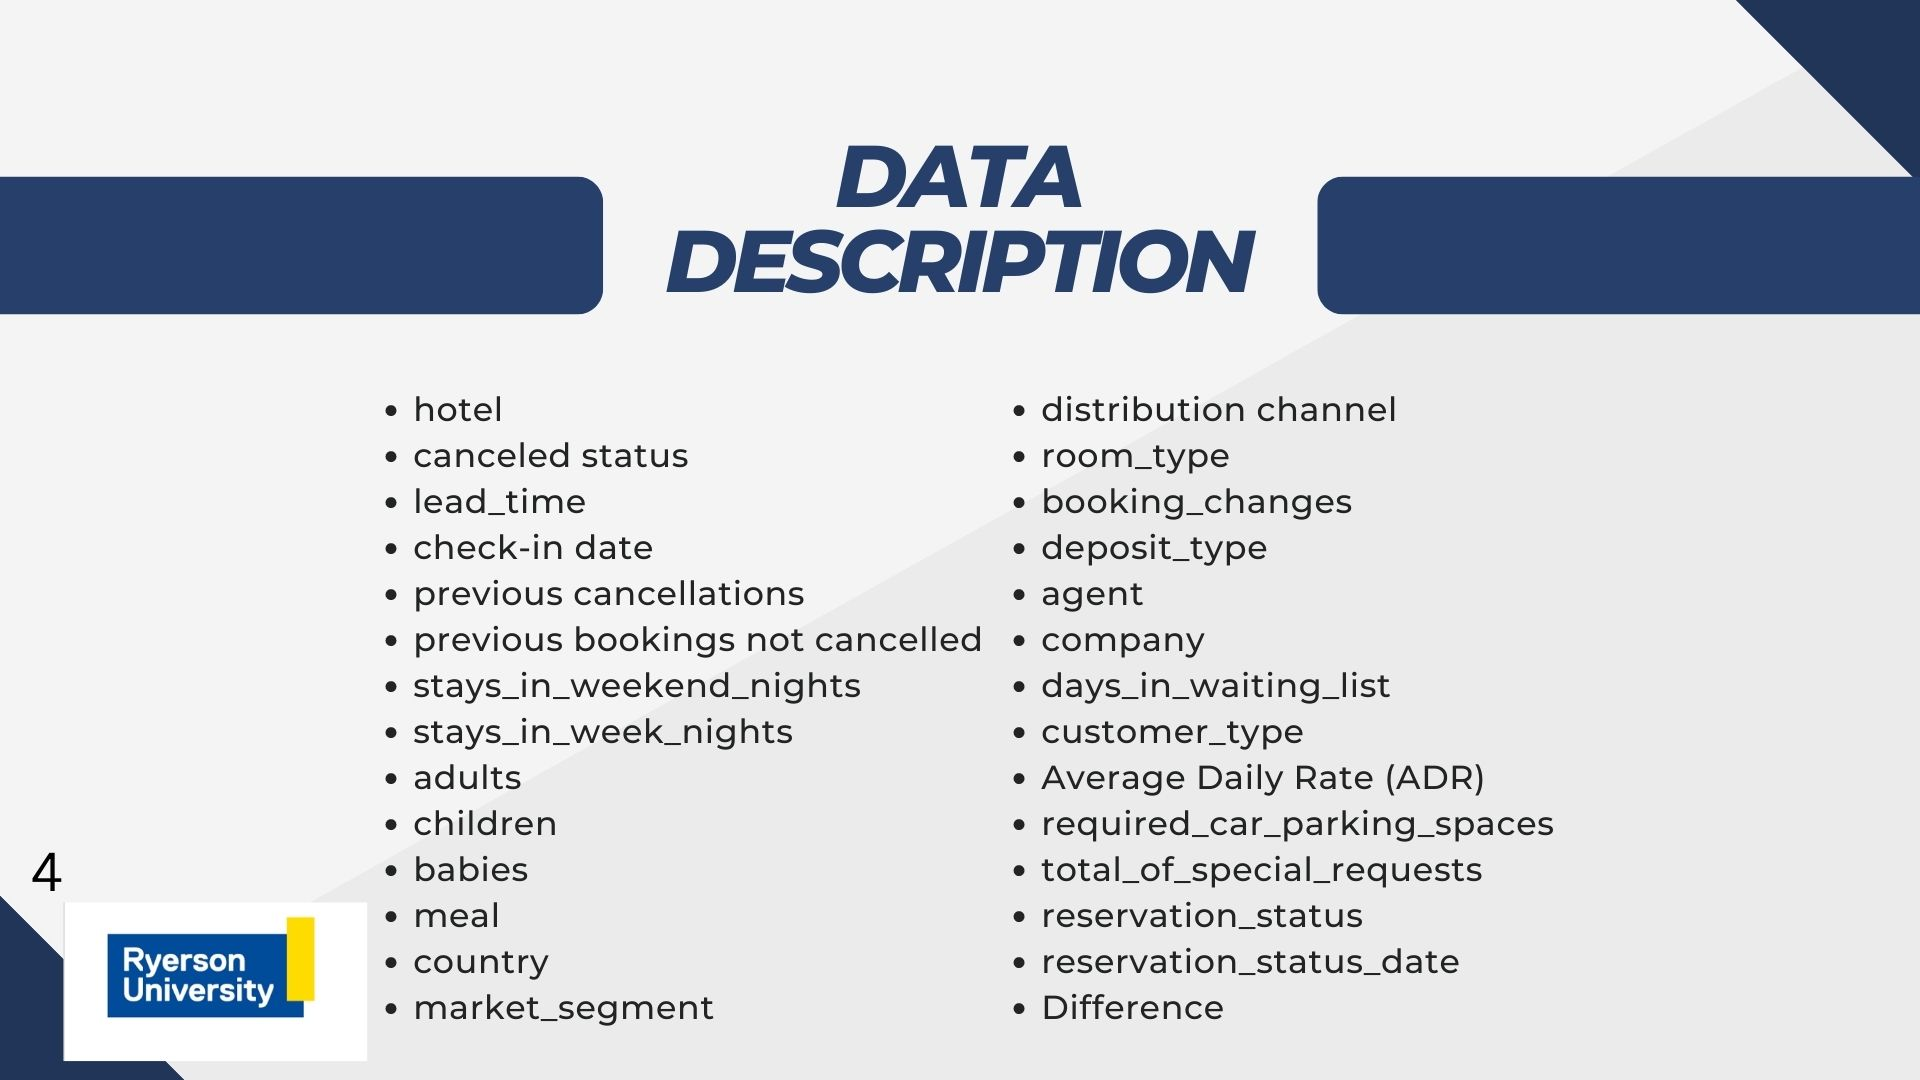 DATA
DESCRIPTION
hotel
canceled status
lead_time
check-in date
previous cancellations
previous bookings not cancelled
stays_in_weekend_nights
stays_in_week_nights
adults
children
babies
meal
country
market_segment
distribution channel
room_type
booking_changes
deposit_type
agent
company
days_in_waiting_list
customer_type
Average Daily Rate (ADR)
required_car_parking_spaces
total_of_special_requests
reservation_status
reservation_status_date
Difference
4
Ryerson
University